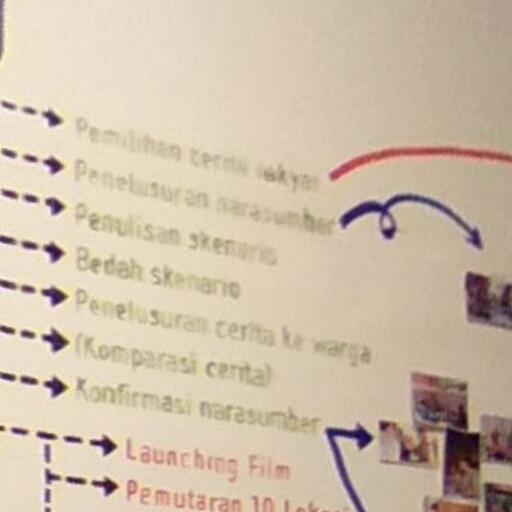 Pemilihan cerita rakyat
Penelusuran narasumber
Penulisan skenario
Bedah skenario
Penelusuran cerita ke warga
(Komparasi cerita)
Konfirmasi narasumber
Launching Film
Pemutaran 10